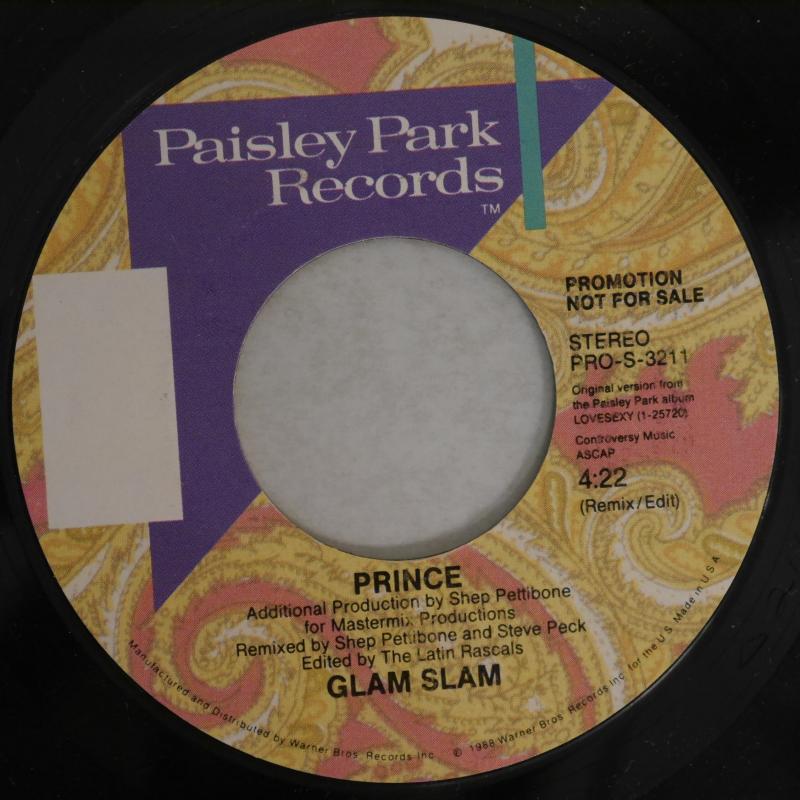 Paisley Park
Records
TM
PROMOTION
NOT FOR SALE
STEREO
PRO-S-3211
Original version from
the Paisley Park album
LOVESEXY (1-25720)
Controversy Music
ASCAP
4:22
(Remix/Edit)
PRINCE
Additional Production by Shep Pettibone
for Mastermix Productions
Remixed by Shep Pettibone and Steve Peck
Edited by The Latin Rascals
GLAM SLAM
Manufactured and Distributed by Warner Bros. Records Inc. ℗ 1988 Warner Bros. Records Inc. for the U.S. Made in U S A